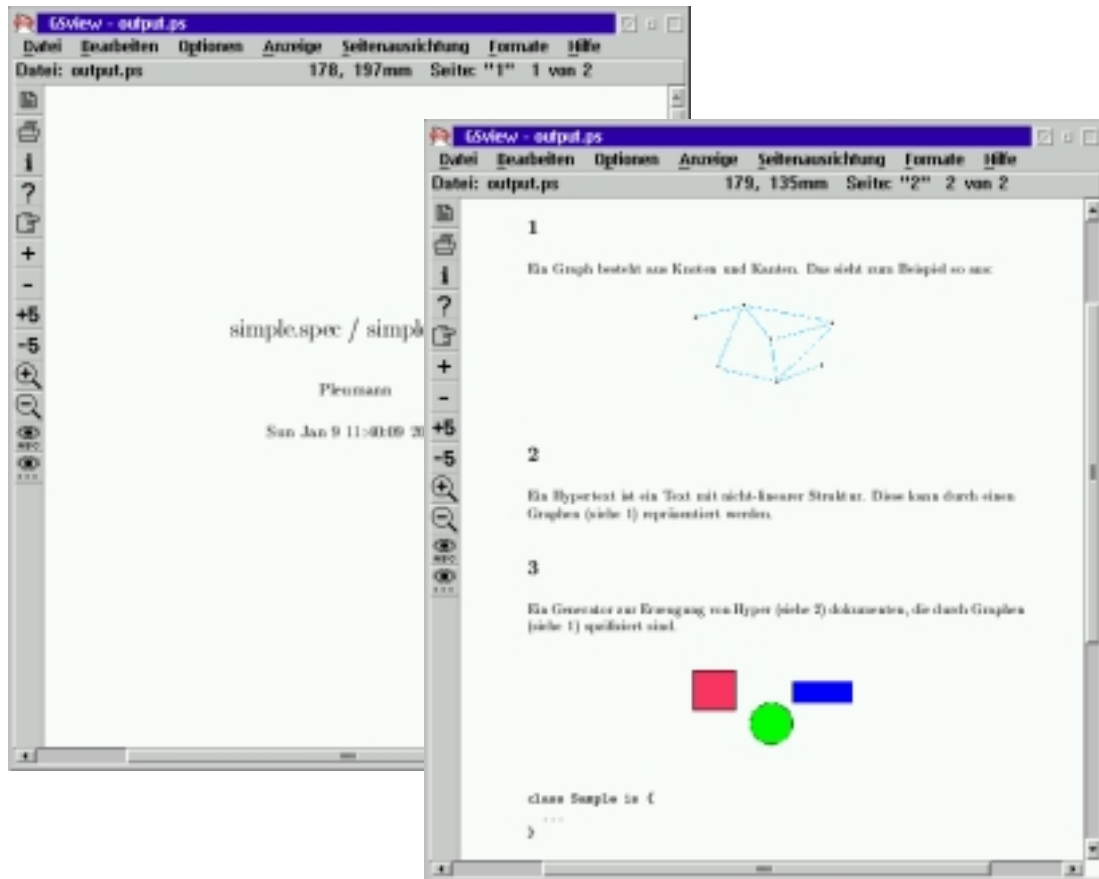 GSview - output.ps
Datei Bearbeiten Optionen Anzeige Seitenausrichtung Formate Hilfe
Datei: output.ps 178, 197mm Seite: "1" 1 von 2
i
?
+
-
+5
-5
simple.spec / simpl
Pleumann
Sun Jan 9 11:40:09 20
GSview - output.ps
Datei Bearbeiten Optionen Anzeige Seitenausrichtung Formate Hilfe
Datei: output.ps 179, 135mm Seite: "2" 2 von 2
i
?
+
-
+5
-5
1
Ein Graph besteht aus Knoten und Kanten. Das sieht zum Beispiel so aus:
2
Ein Hypertext ist ein Text mit nicht-linearer Struktur. Diese kann durch einen
Graphen (siehe 1) repräsentiert werden.
3
Ein Generator zur Erzeugung von Hyper (siehe 2) dokumenten, die durch Graphen
(siehe 1) spezifiziert sind.
class Sample is {
...
}